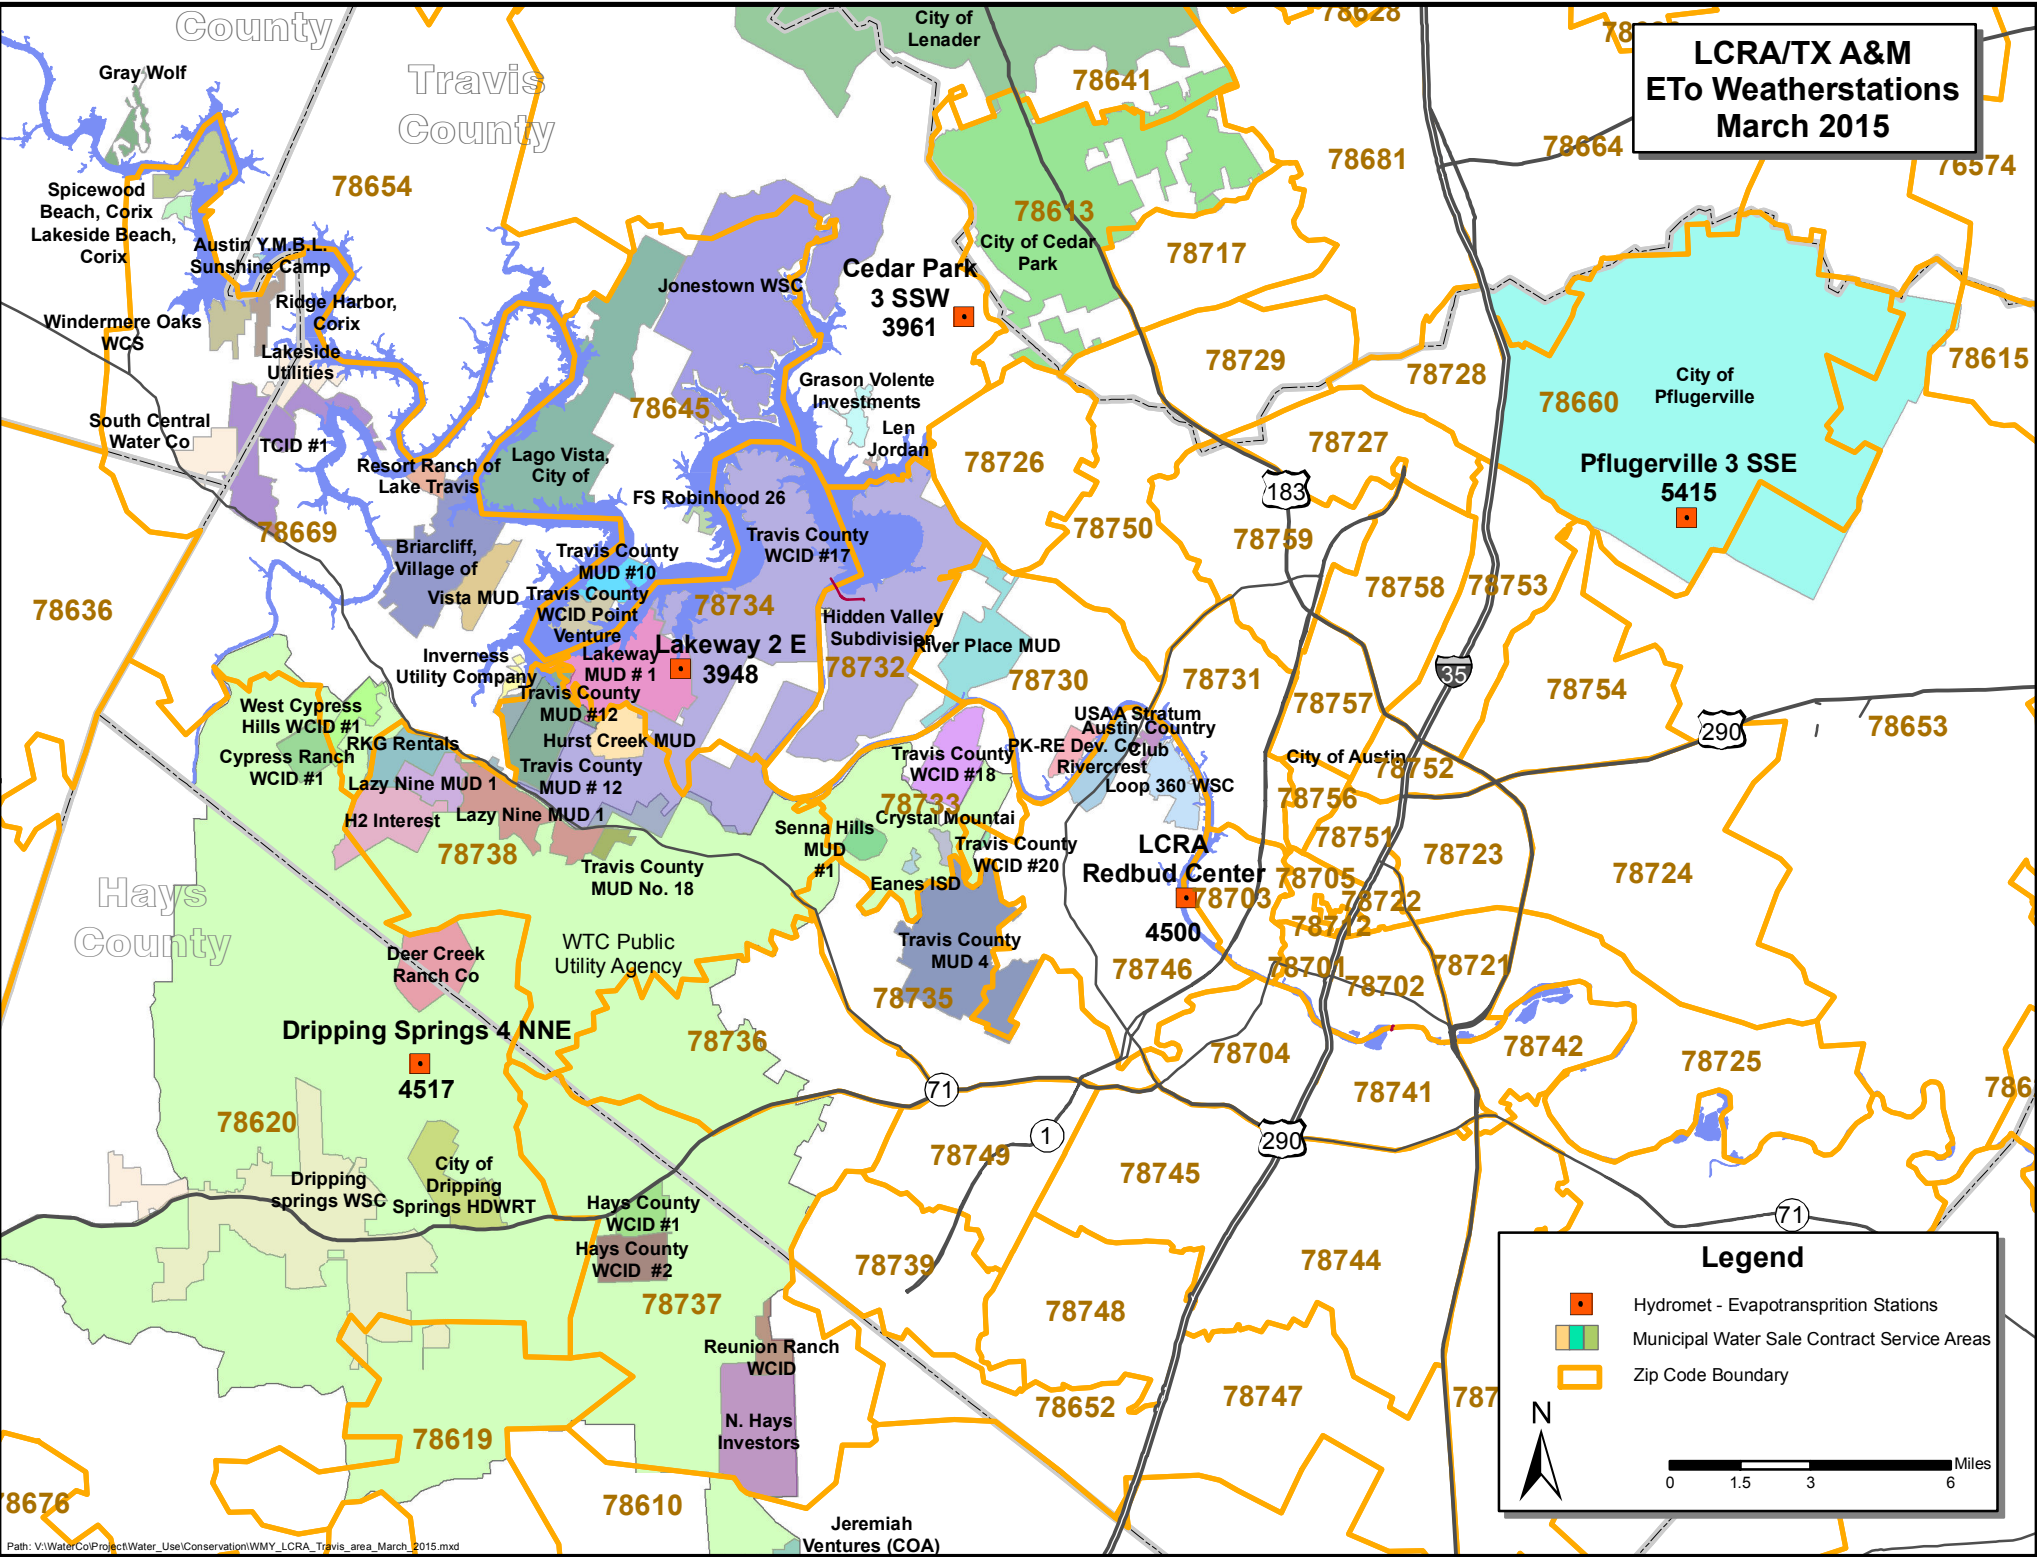 County
Travis
County
Hays
County
LCRA/TX A&M
ETo Weatherstations
March 2015
City of
Lenader
Gray Wolf
78641
78628
78664
76574
78681
78654
Spicewood
Beach, Corix
Lakeside Beach,
Corix
Austin Y.M.B.L.
Sunshine Camp
Ridge Harbor,
Corix
Windermere Oaks
WCS
Lakeside
Utilities
South Central
Water Co
TCID #1
Jonestown WSC
78613
City of Cedar
Park
78717
Cedar Park
3 SSW
3961
78729
78728
78615
78660
City of
Pflugerville
Pflugerville 3 SSE
5415
Grason Volente
Investments
Len
Jordan
78645
78726
78727
183
78750
78759
Resort Ranch of
Lake Travis
Lago Vista,
City of
FS Robinhood 26
Travis County
WCID #17
78669
Briarcliff,
Village of
Vista MUD
Travis County
MUD #10
Travis County
WCID Point
Venture
78734
78636
78758
78753
Hidden Valley
Subdivision
River Place MUD
Lakeway
MUD # 1
Lakeway 2 E
3948
78732
78730
78731
35
78754
Inverness
Utility Company
Travis County
MUD #12
78757
290
78653
West Cypress
Hills WCID #1
RKG Rentals
Cypress Ranch
WCID #1
Hurst Creek MUD
Travis County
MUD # 12
Lazy Nine MUD 1
Lazy Nine MUD 1
H2 Interest
78738
Travis County
MUD No. 18
USAA Stratum
Austin Country
Club
PK-RE Dev. Co
Rivercrest
Loop 360 WSC
City of Austin
78752
78756
78751
78723
78724
Travis County
WCID #18
78733
Crystal Mountai
Senna Hills
MUD
#1
Travis County
WCID #20
Eanes ISD
LCRA
Redbud Center
4500
78703
78705
78722
78712
78701
78702
78721
Travis County
MUD 4
78735
78746
Deer Creek
Ranch Co
WTC Public
Utility Agency
Dripping Springs 4 NNE
4517
78736
78704
78742
78725
786
78741
71
1
290
78620
78749
78745
Dripping
springs WSC
City of
Dripping
Springs HDWRT
Hays County
WCID #1
Hays County
WCID #2
78737
78739
78744
71
78748
Reunion Ranch
WCID
78652
78747
787
78619
N. Hays
Investors
78676
78610
Jeremiah
Ventures (COA)
Legend
Hydromet - Evapotransprition Stations
Municipal Water Sale Contract Service Areas
Zip Code Boundary
N
Miles
0 1.5 3 6
Path: V:\WaterCo\Project\Water_Use\Conservation\WMY_LCRA_Travis_area_March_2015.mxd